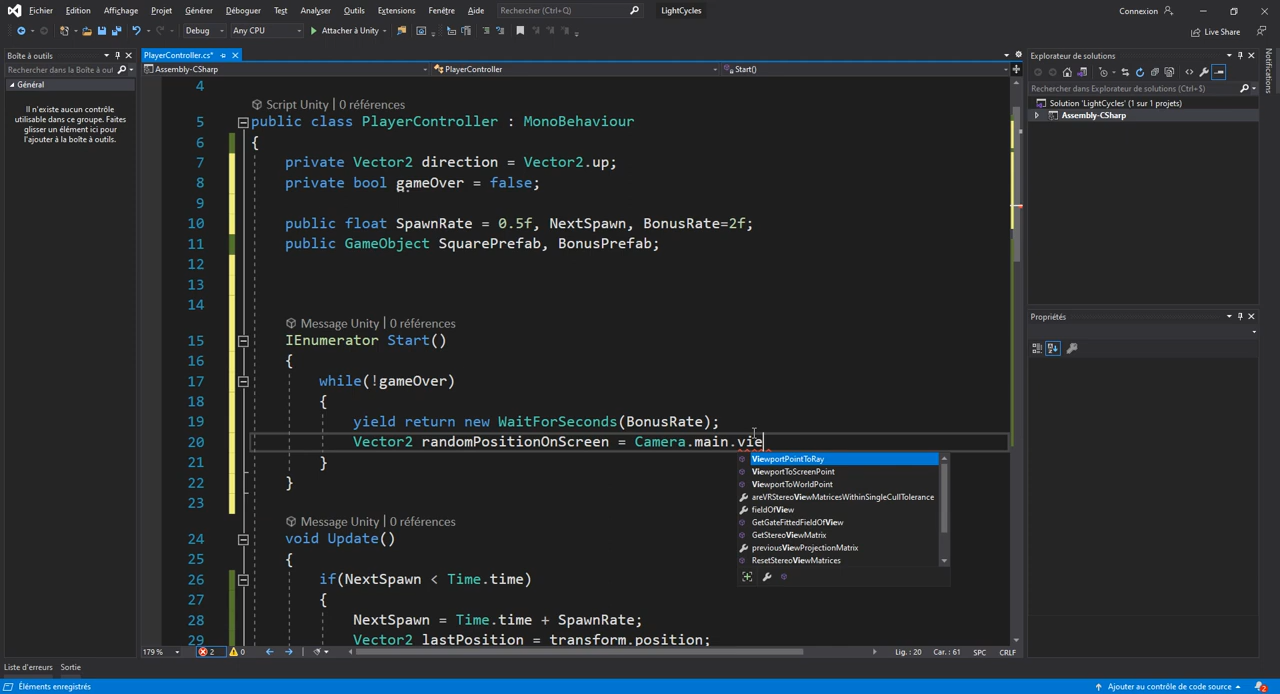 Fichier Edition Affichage Projet Générer Déboguer Test Analyser Outils Extensions Fenêtre Aide Rechercher (Ctrl+Q) LightCycles Connexion
Debug Any CPU Attacher à Unity Live Share
Boîte à outils
Rechercher dans la Boîte à out
Général
Il n'existe aucun contrôle
utilisable dans ce groupe. Faites
glisser un élément ici pour
l'ajouter à la boîte à outils.
PlayerController.cs*
Assembly-CSharp PlayerController Start()
4
Script Unity | 0 références
5 public class PlayerController : MonoBehaviour
6 {
7 private Vector2 direction = Vector2.up;
8 private bool gameOver = false;
9
10 public float SpawnRate = 0.5f, NextSpawn, BonusRate=2f;
11 public GameObject SquarePrefab, BonusPrefab;
12
13
14
Message Unity | 0 références
15 IEnumerator Start()
16 {
17 while(!gameOver)
18 {
19 yield return new WaitForSeconds(BonusRate);
20 Vector2 randomPositionOnScreen = Camera.main.vie
21 }
22 }
23
ViewportPointToRay
ViewportToScreenPoint
ViewportToWorldPoint
areVRStereoViewMatricesWithinSingleCullTolerance
fieldOfView
GetGateFittedFieldOfView
GetStereoViewMatrix
previousViewProjectionMatrix
ResetStereoViewMatrices
Message Unity | 0 références
24 void Update()
25 {
26 if(NextSpawn < Time.time)
27 {
28 NextSpawn = Time.time + SpawnRate;
29 Vector2 lastPosition = transform.position;
179 % 2 0 Lig. : 20 Car. : 61 SPC CRLF
Explorateur de solutions
Rechercher dans Explorateur de solutions (Ctrl+$)
Solution 'LightCycles' (1 sur 1 projets)
Assembly-CSharp
Propriétés
Notifications
Liste d'erreurs Sortie
Éléments enregistrés Ajouter au contrôle de code source 2